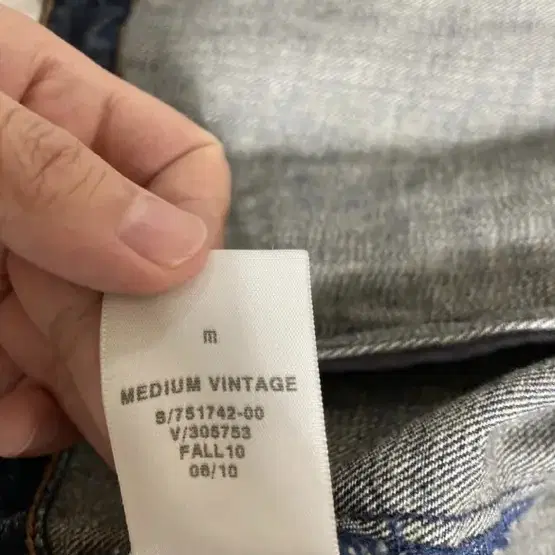 m
MEDIUM VINTAGE
S/751742-00
V/305753
FALL10
06/10